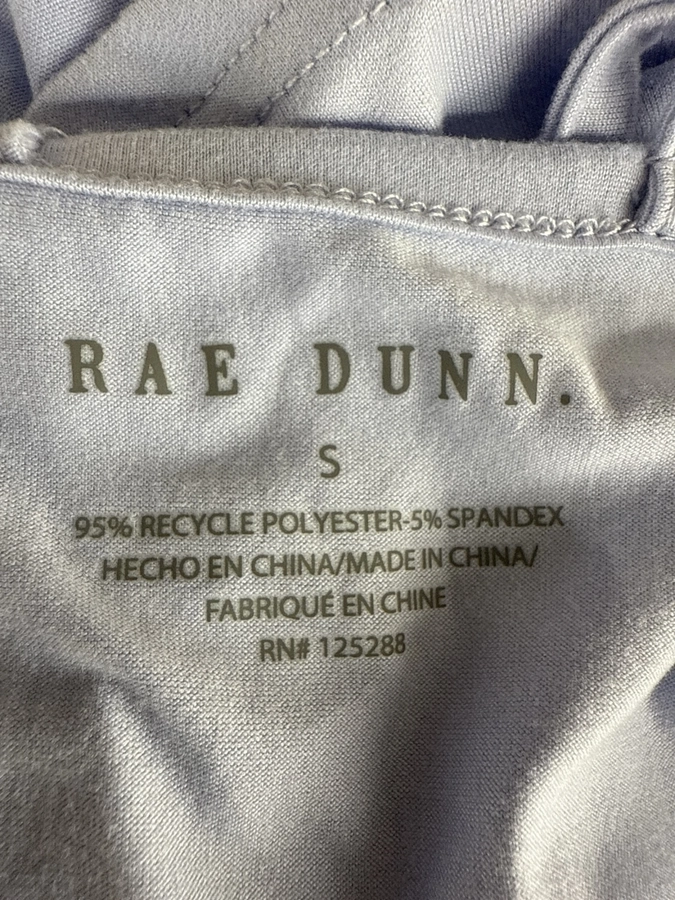 RAE DUNN.
S
95% RECYCLE POLYESTER-5% SPANDEX
HECHO EN CHINA/MADE IN CHINA/
FABRIQUÉ EN CHINE
RN# 125288